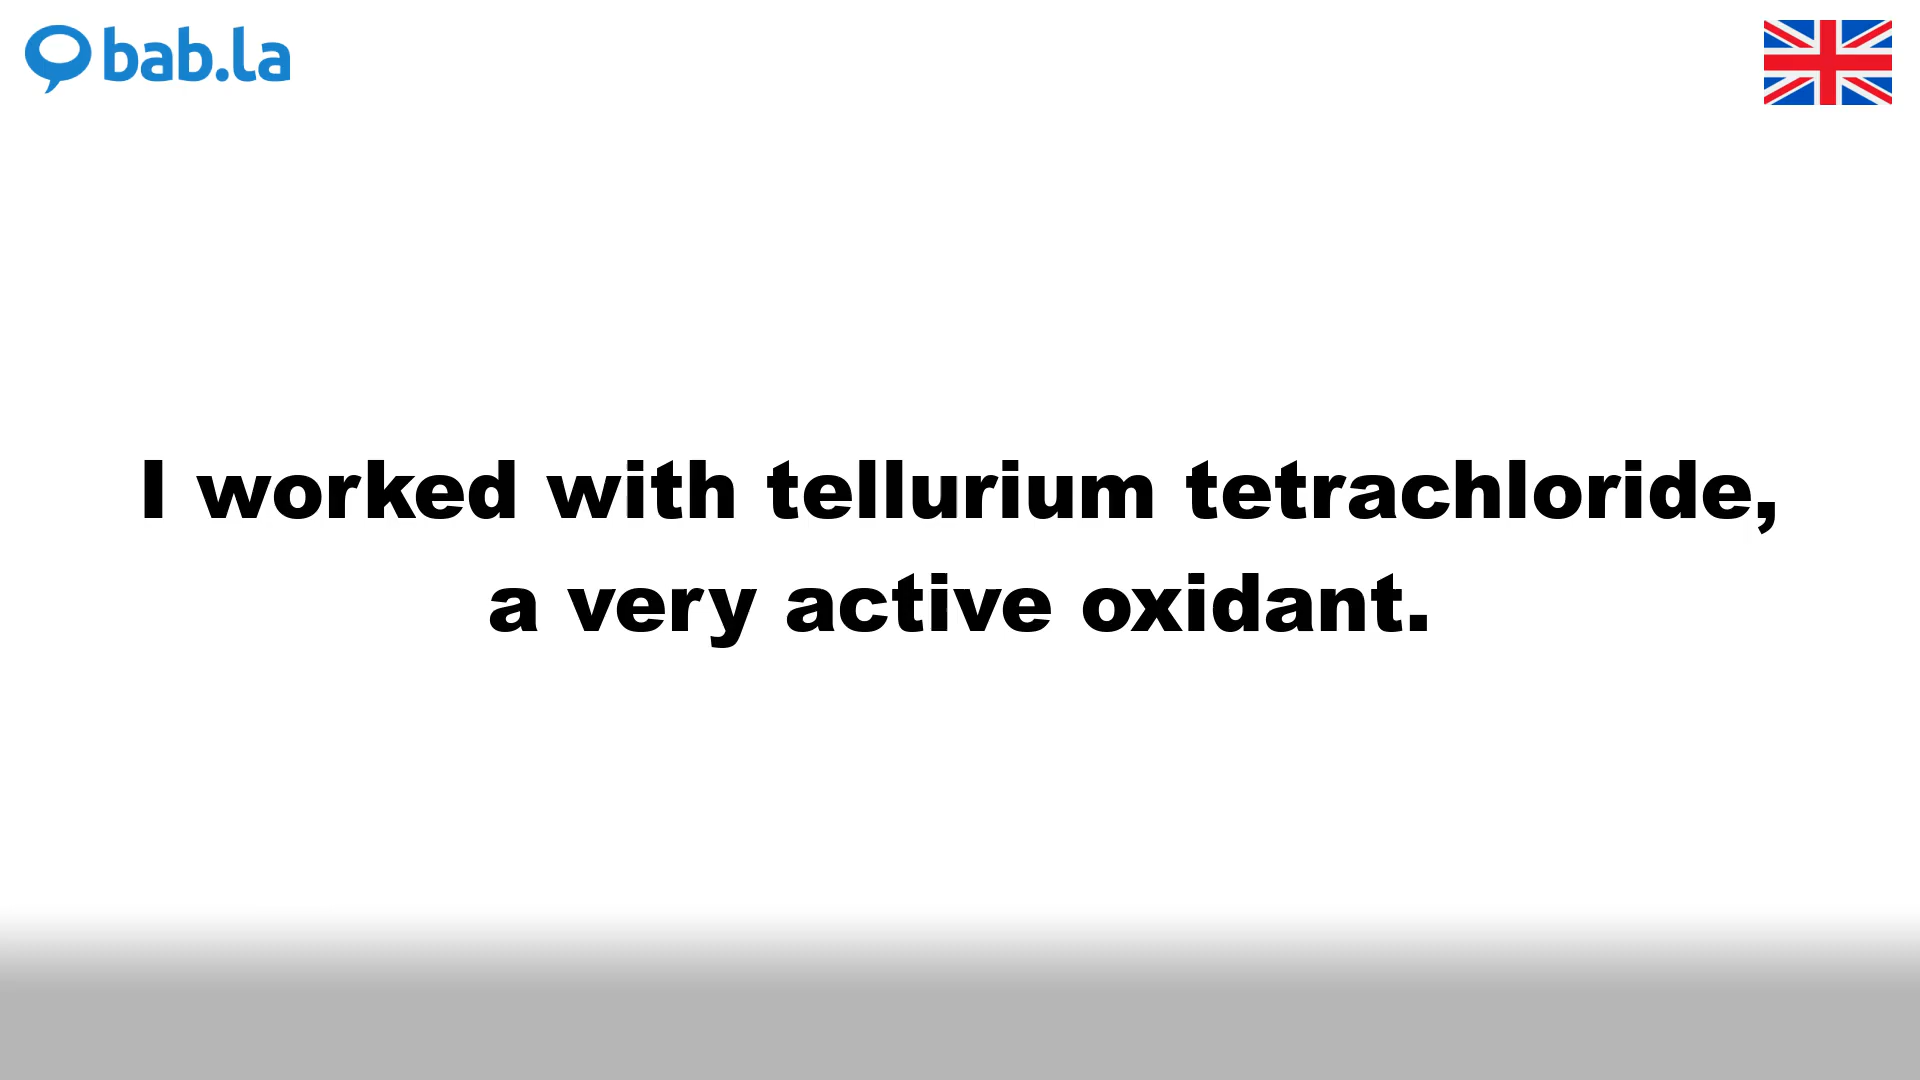 bab.la
I worked with tellurium tetrachloride,
a very active oxidant.